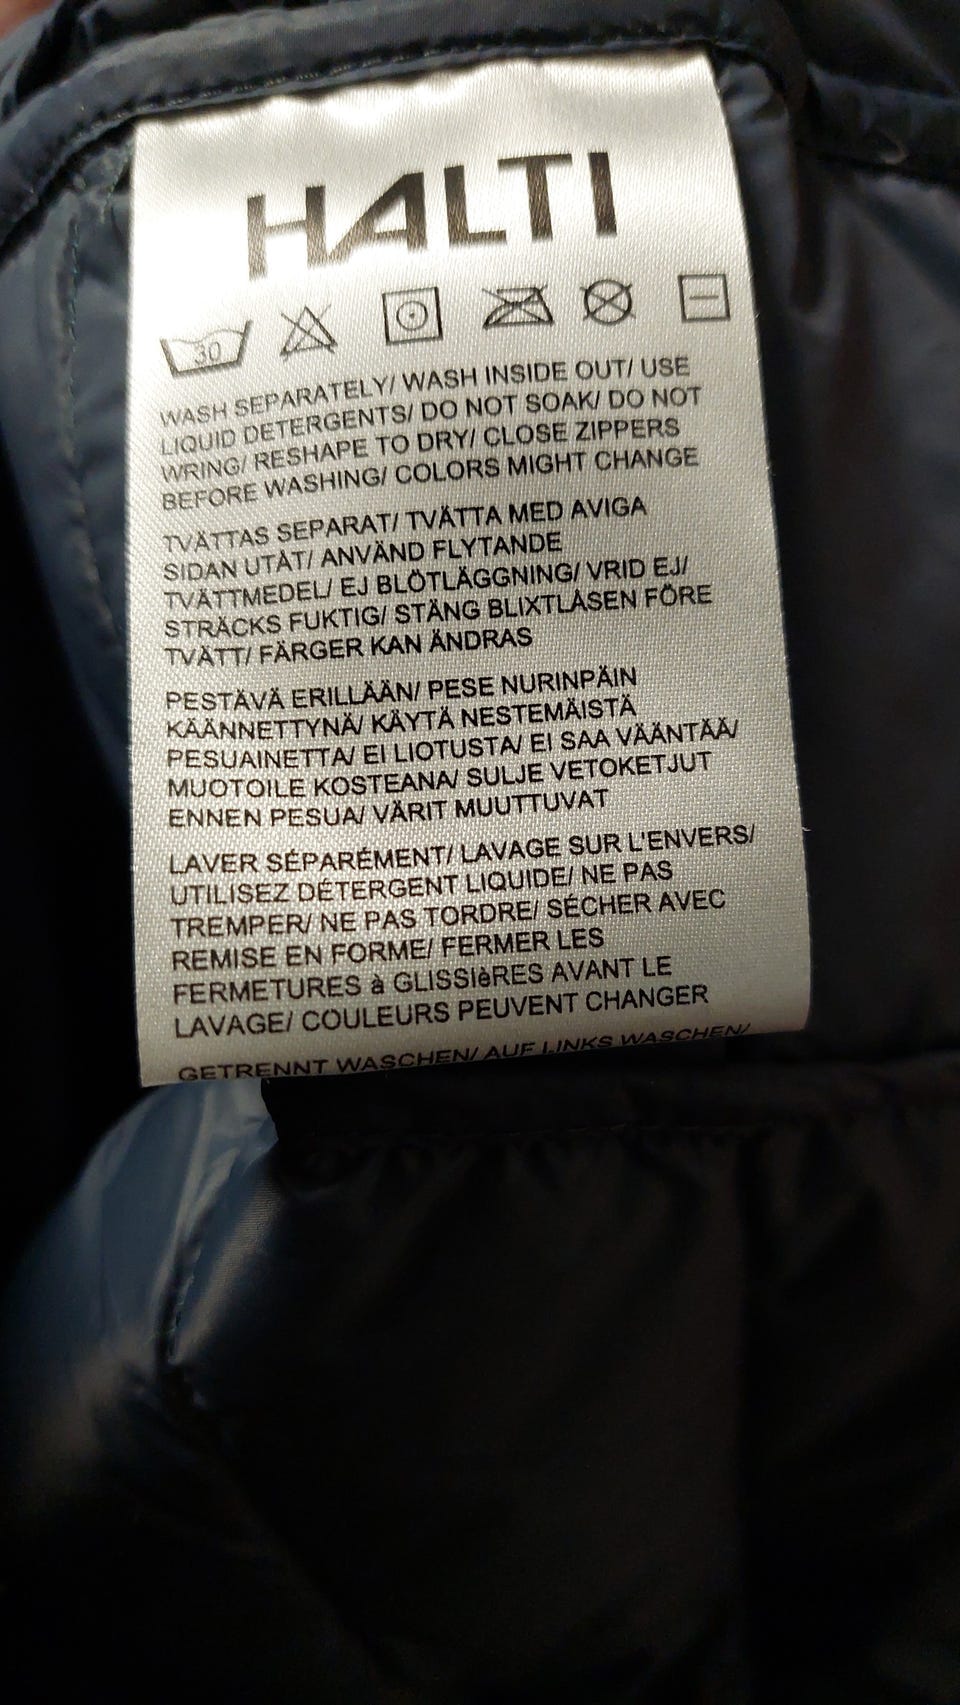 HALTI
30
WASH SEPARATELY/ WASH INSIDE OUT/ USE
LIQUID DETERGENTS/ DO NOT SOAK/ DO NOT
WRING/ RESHAPE TO DRY/ CLOSE ZIPPERS
BEFORE WASHING/ COLORS MIGHT CHANGE
TVÄTTAS SEPARAT/ TVÄTTA MED AVIGA
SIDAN UTÅT/ ANVÄND FLYTANDE
TVÄTTMEDEL/ EJ BLÖTLÄGGNING/ VRID EJ/
STRÄCKS FUKTIG/ STÄNG BLIXTLÅSEN FÖRE
TVÄTT/ FÄRGER KAN ÄNDRAS
PESTÄVÄ ERILLÄÄN/ PESE NURINPÄIN
KÄÄNNETTYNÄ/ KÄYTÄ NESTEMÄISTÄ
PESUAINETTA/ EI LIOTUSTA/ EI SAA VÄÄNTÄÄ/
MUOTOILE KOSTEANA/ SULJE VETOKETJUT
ENNEN PESUA/ VÄRIT MUUTTUVAT
LAVER SÉPARÉMENT/ LAVAGE SUR L'ENVERS/
UTILISEZ DÉTERGENT LIQUIDE/ NE PAS
TREMPER/ NE PAS TORDRE/ SÉCHER AVEC
REMISE EN FORME/ FERMER LES
FERMETURES à GLISSIèRES AVANT LE
LAVAGE/ COULEURS PEUVENT CHANGER
GETRENNT WASCHEN/ AUF LINKS WASCHEN/